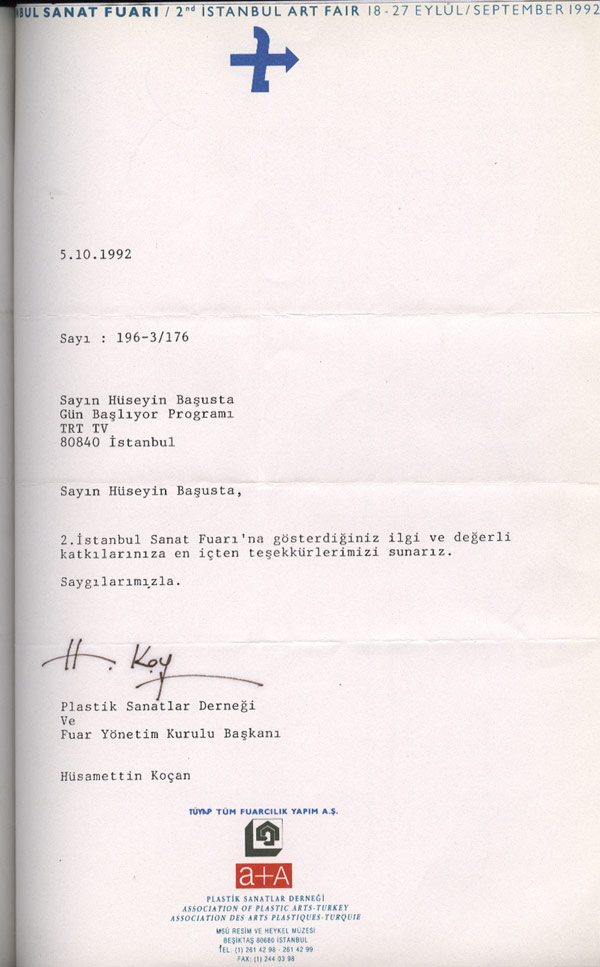 BUL SANAT FUARI / 2nd İSTANBUL ART FAIR 18 - 27 EYLÜL/SEPTEMBER 1992
5.10.1992
Sayı : 196-3/176
Sayın Hüseyin Başusta
Gün Başlıyor Programı
TRT TV
80840 İstanbul
Sayın Hüseyin Başusta,
2.İstanbul Sanat Fuarı'na gösterdiğiniz ilgi ve değerli
katkılarınıza en içten teşekkürlerimizi sunarız.
Saygılarımızla.
H. Koç
Plastik Sanatlar Derneği
Ve
Fuar Yönetim Kurulu Başkanı
Hüsamettin Koçan
TÜYAP TÜM FUARCILIK YAPIM A.Ş.
a+A
PLASTİK SANATLAR DERNEĞİ
ASSOCIATION OF PLASTIC ARTS-TURKEY
ASSOCIATION DES ARTS PLASTIQUES-TURQUIE
MSÜ RESİM VE HEYKEL MÜZESİ
BEŞİKTAŞ 80680 İSTANBUL
TEL: (1) 261 42 98 - 261 42 99
FAX: (1) 244 03 98